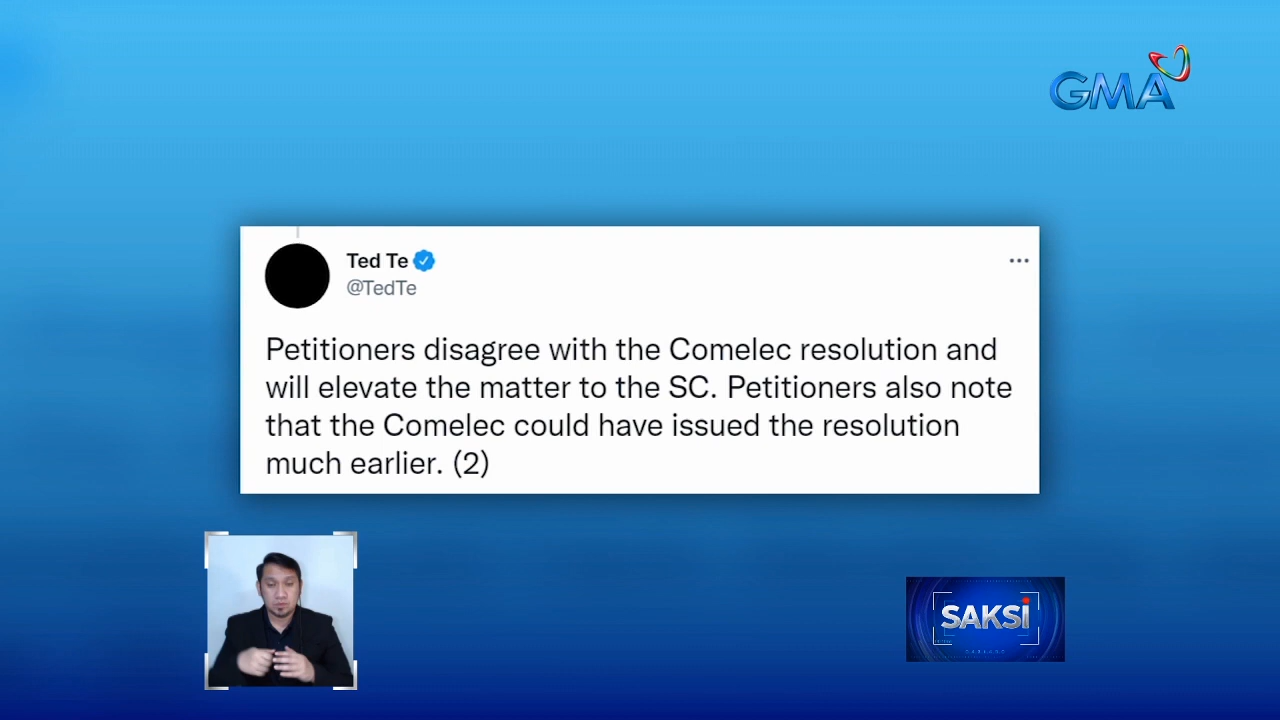 GMA
Ted Te
@TedTe
Petitioners disagree with the Comelec resolution and
will elevate the matter to the SC. Petitioners also note
that the Comelec could have issued the resolution
much earlier. (2)
SAKSI